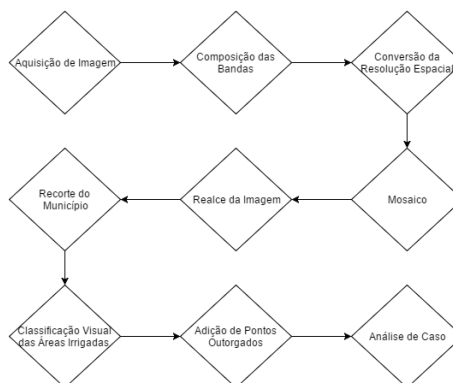 Aquisição de Imagem
Composição das
Bandas
Conversão da
Resolução Espacial
Mosaico
Realce da Imagem
Recorte do
Município
Classificação Visual
das Áreas Irrigadas
Adição de Pontos
Outorgados
Análise de Caso